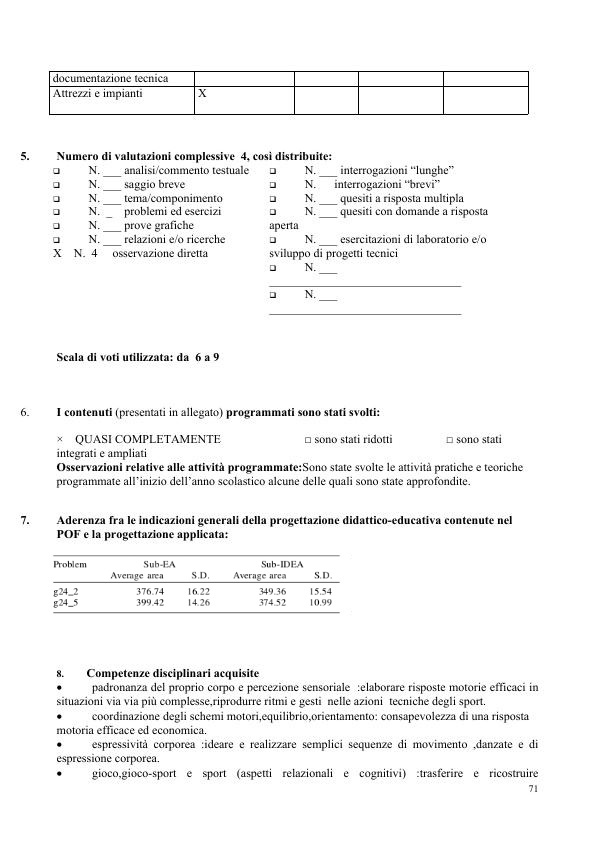 documentazione tecnica
Attrezzi e impianti X
5. Numero di valutazioni complessive 4, così distribuite:
❑ N. ___ analisi/commento testuale
❑ N. ___ saggio breve
❑ N. ___ tema/componimento
❑ N. _ problemi ed esercizi
❑ N. ___ prove grafiche
❑ N. ___ relazioni e/o ricerche
X N. 4 osservazione diretta
❑ N. ___ interrogazioni “lunghe”
❑ N. interrogazioni “brevi”
❑ N. ___ quesiti a risposta multipla
❑ N. ___ quesiti con domande a risposta
aperta
❑ N. ___ esercitazioni di laboratorio e/o
sviluppo di progetti tecnici
❑ N. ___
________________________________
❑ N. ___
________________________________
Scala di voti utilizzata: da 6 a 9
6. I contenuti (presentati in allegato) programmati sono stati svolti:
× QUASI COMPLETAMENTE □ sono stati ridotti □ sono stati
integrati e ampliati
Osservazioni relative alle attività programmate:Sono state svolte le attività pratiche e teoriche
programmate all’inizio dell’anno scolastico alcune delle quali sono state approfondite.
7. Aderenza fra le indicazioni generali della progettazione didattico-educativa contenute nel
POF e la progettazione applicata:
Problem Sub-EA Sub-IDEA
Average area S.D. Average area S.D.
g24_2 376.74 16.22 349.36 15.54
g24_5 399.42 14.26 374.52 10.99
8. Competenze disciplinari acquisite
• padronanza del proprio corpo e percezione sensoriale :elaborare risposte motorie efficaci in
situazioni via via più complesse,riprodurre ritmi e gesti nelle azioni tecniche degli sport.
• coordinazione degli schemi motori,equilibrio,orientamento: consapevolezza di una risposta
motoria efficace ed economica.
• espressività corporea :ideare e realizzare semplici sequenze di movimento ,danzate e di
espressione corporea.
• gioco,gioco-sport e sport (aspetti relazionali e cognitivi) :trasferire e ricostruire
71